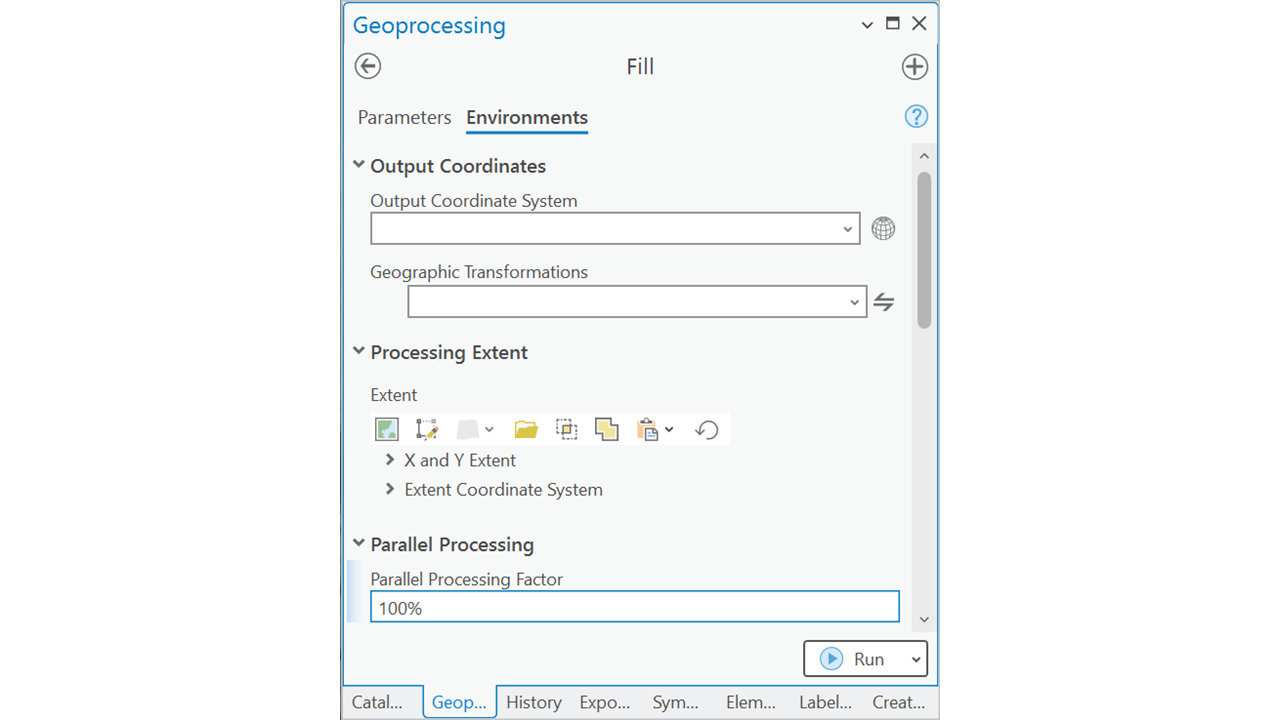 Geoprocessing
Fill
Parameters Environments
Output Coordinates
Output Coordinate System
Geographic Transformations
Processing Extent
Extent
X and Y Extent
Extent Coordinate System
Parallel Processing
Parallel Processing Factor
100%
Run
Catal... Geop... History Expo... Sym... Elem... Label... Creat...